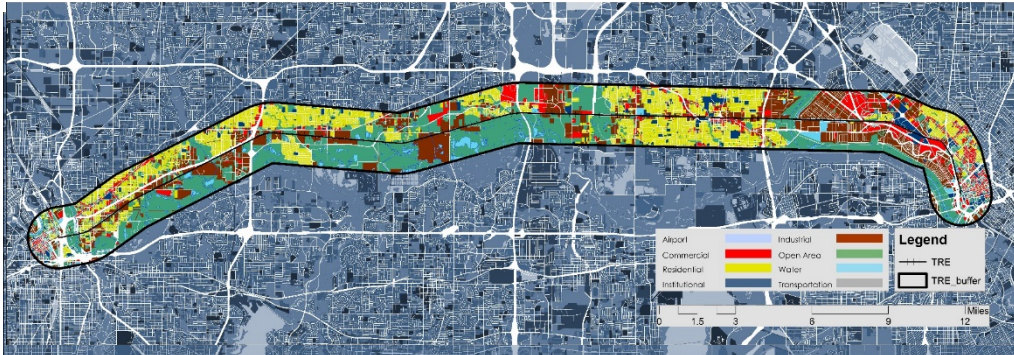 Airport Industrial Legend
Commercial Open Area TRE
Residential Water TRE_buffer
Institutional Transportation
Miles
0 1.5 3 6 9 12